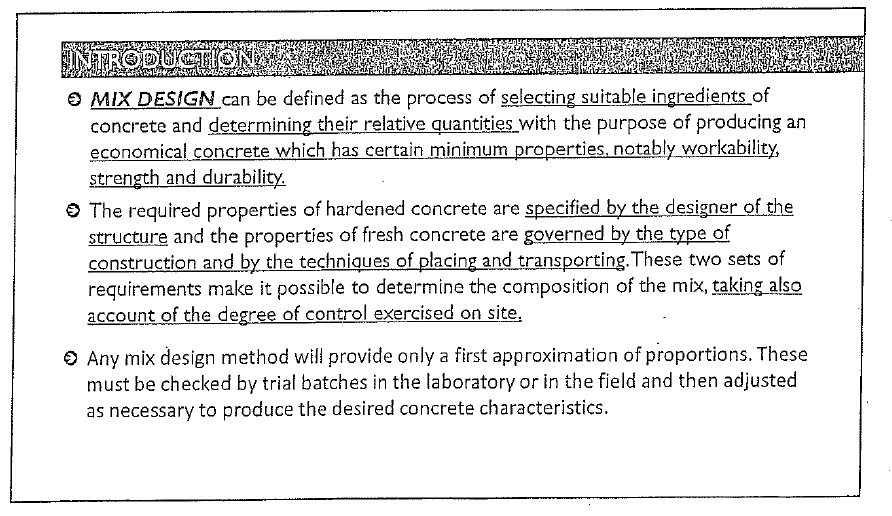 INTRODUCTION
MIX DESIGN can be defined as the process of selecting suitable ingredients of
concrete and determining their relative quantities with the purpose of producing an
economical concrete which has certain minimum properties, notably workability,
strength and durability.
The required properties of hardened concrete are specified by the designer of the
structure and the properties of fresh concrete are governed by the type of
construction and by the techniques of placing and transporting.These two sets of
requirements make it possible to determine the composition of the mix, taking also
account of the degree of control exercised on site.
Any mix design method will provide only a first approximation of proportions. These
must be checked by trial batches in the laboratory or in the field and then adjusted
as necessary to produce the desired concrete characteristics.